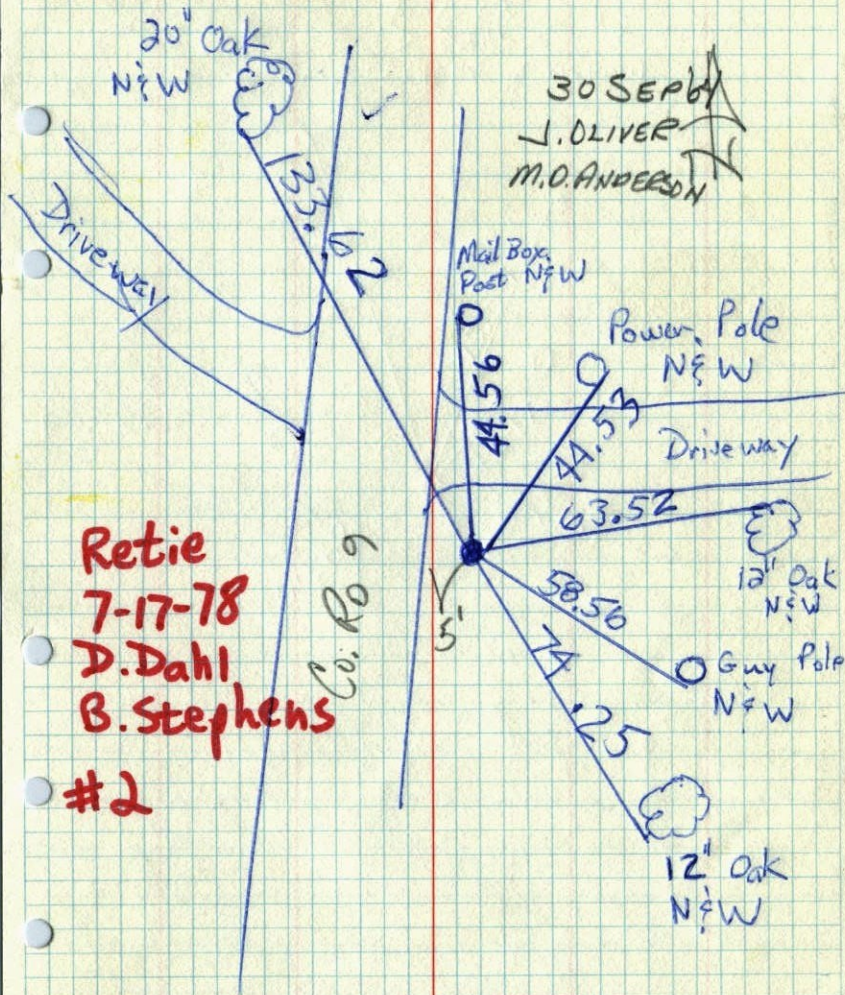 20" Oak
N&W
30 SEP
J. OLIVER
M.O. ANDERSON
133.62
Driveway
Mail Box
Post N&W
44.56
Power Pole
N&W
44.53
Driveway
63.52
12" Oak
N&W
58.56
Guy Pole
N&W
74.25
12" Oak
N&W
5'
Co. RD 9
Retie
7-17-78
D. Dahl
B. Stephens
#2